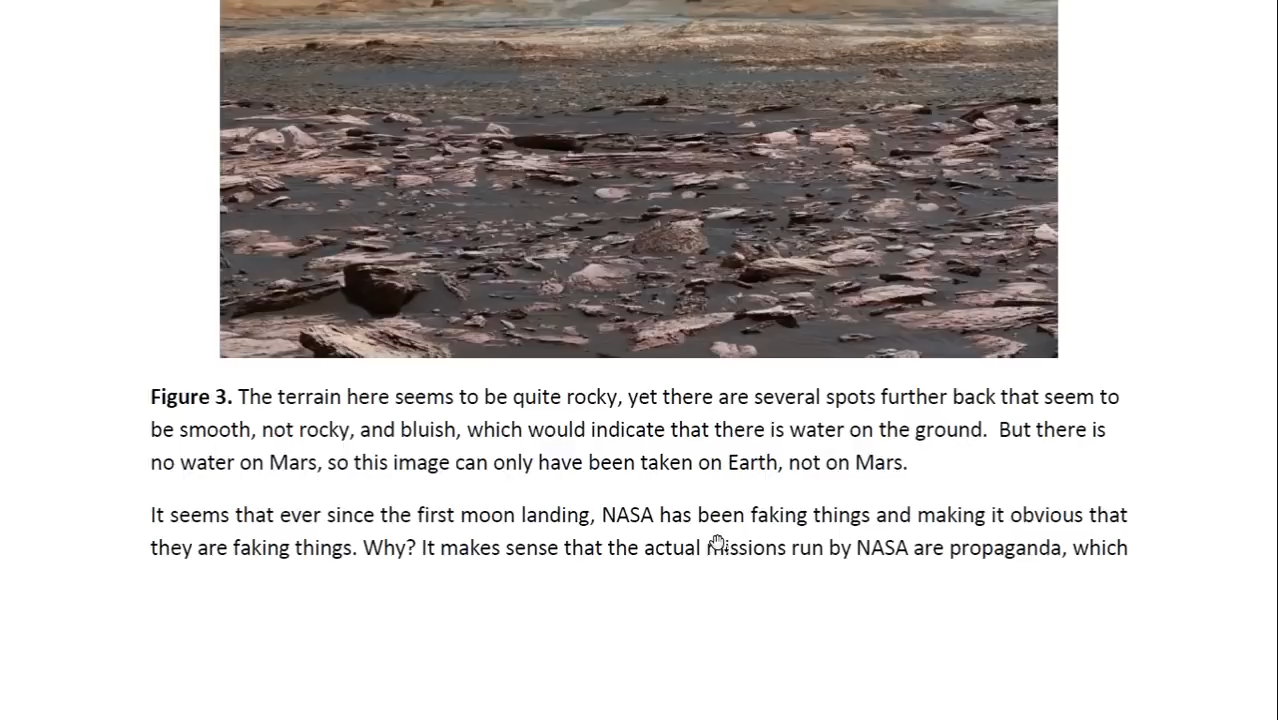 Figure 3. The terrain here seems to be quite rocky, yet there are several spots further back that seem to
be smooth, not rocky, and bluish, which would indicate that there is water on the ground.  But there is
no water on Mars, so this image can only have been taken on Earth, not on Mars.
It seems that ever since the first moon landing, NASA has been faking things and making it obvious that
they are faking things. Why? It makes sense that the actual missions run by NASA are propaganda, which